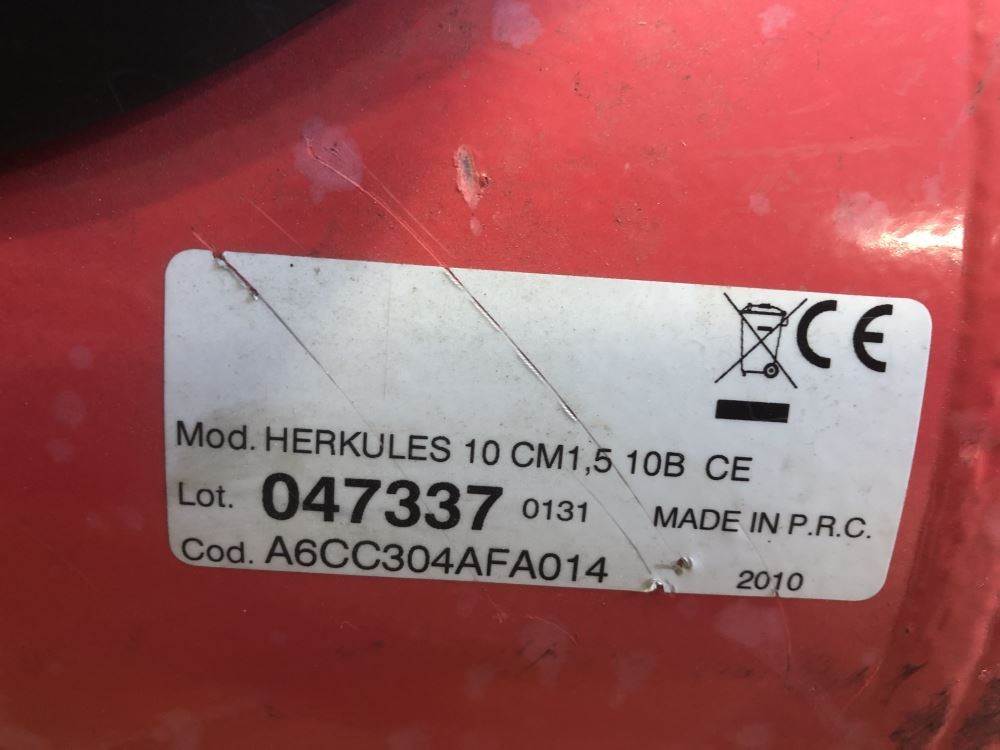 CE
Mod. HERKULES 10 CM1,5 10B CE
Lot. 047337 0131 MADE IN P.R.C.
Cod. A6CC304AFA014 2010